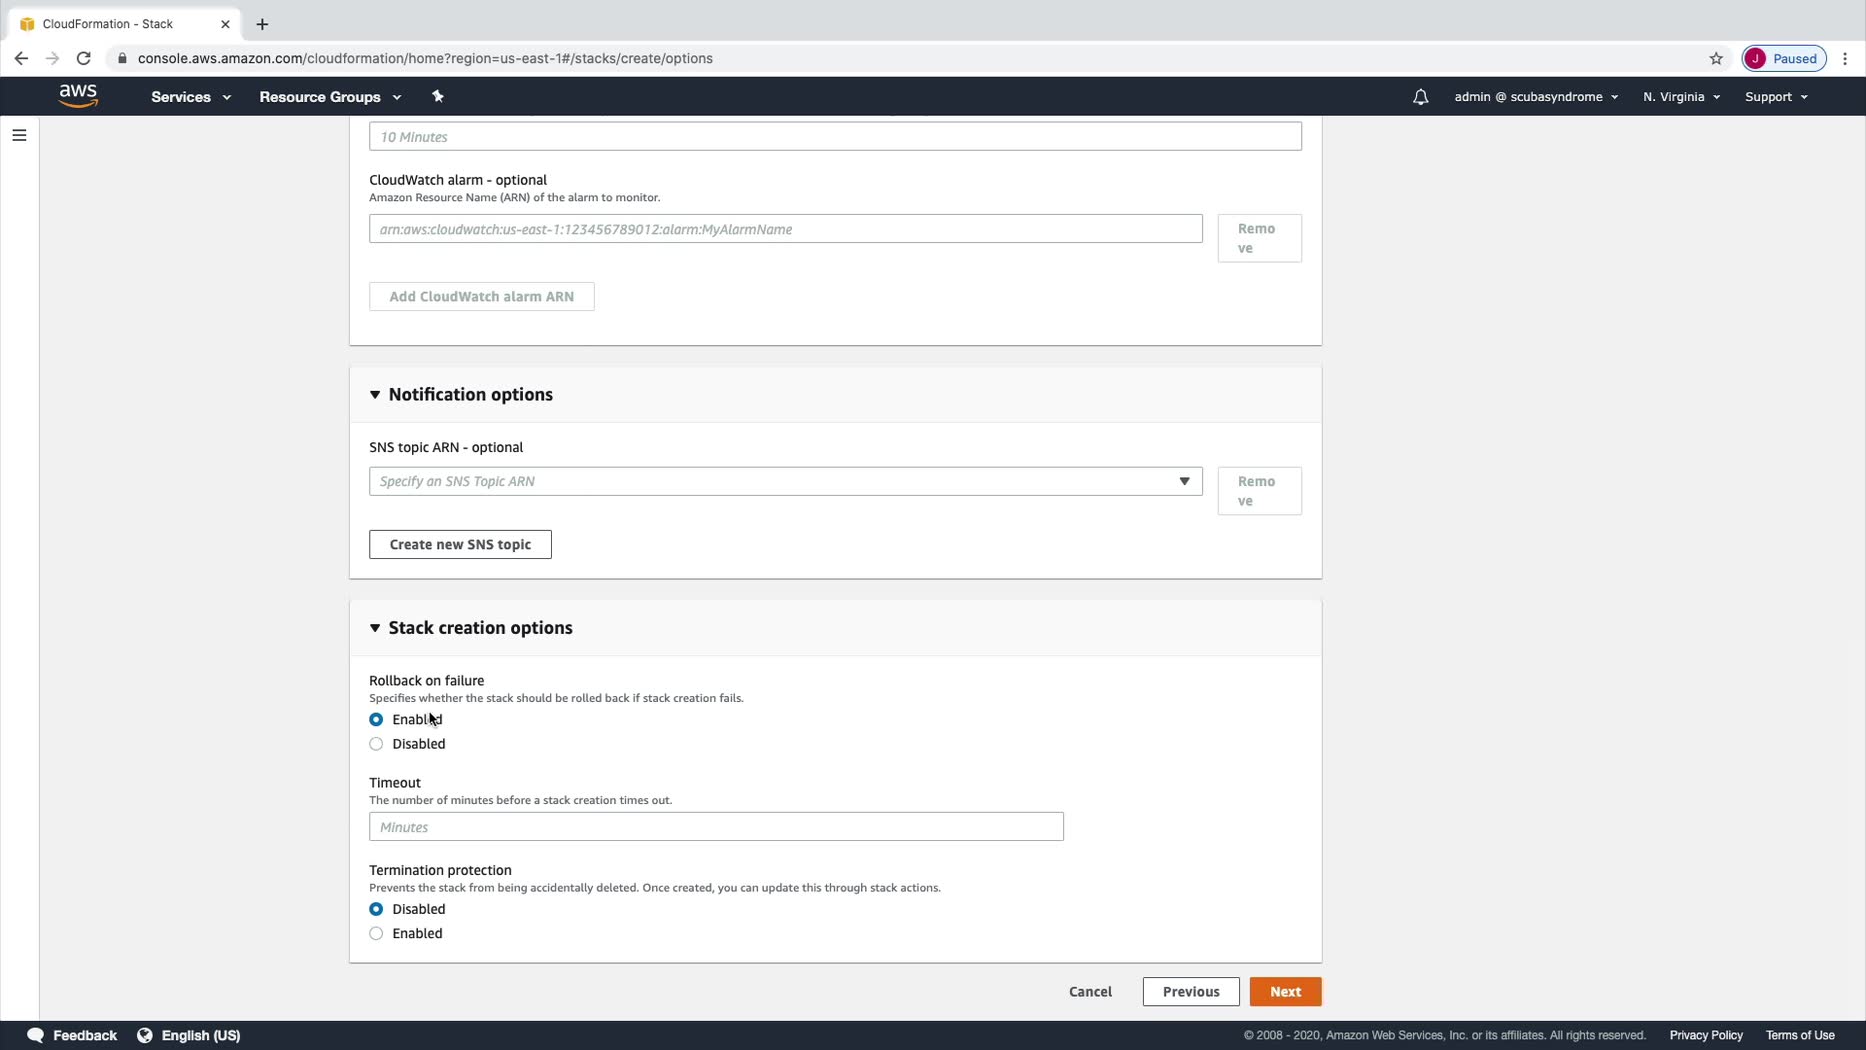 CloudFormation - Stack
console.aws.amazon.com/cloudformation/home?region=us-east-1#/stacks/create/options
J Paused
aws
Services
Resource Groups
admin @ scubasyndrome
N. Virginia
Support
10 Minutes
CloudWatch alarm - optional
Amazon Resource Name (ARN) of the alarm to monitor.
arn:aws:cloudwatch:us-east-1:123456789012:alarm:MyAlarmName
Remo
ve
Add CloudWatch alarm ARN
Notification options
SNS topic ARN - optional
Specify an SNS Topic ARN
Remo
ve
Create new SNS topic
Stack creation options
Rollback on failure
Specifies whether the stack should be rolled back if stack creation fails.
Enabled
Disabled
Timeout
The number of minutes before a stack creation times out.
Minutes
Termination protection
Prevents the stack from being accidentally deleted. Once created, you can update this through stack actions.
Disabled
Enabled
Cancel
Previous
Next
Feedback
English (US)
© 2008 - 2020, Amazon Web Services, Inc. or its affiliates. All rights reserved.
Privacy Policy
Terms of Use